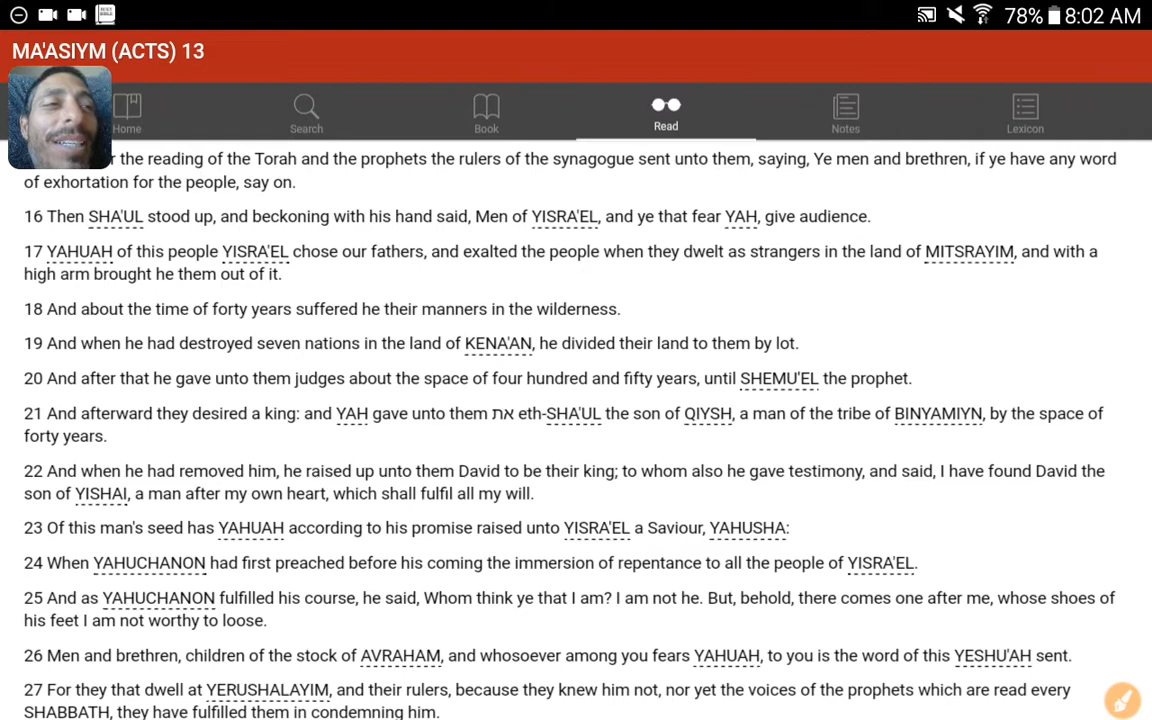 78% 8:02 AM
MA'ASIYM (ACTS) 13
Home Search Book Read Notes Lexicon
the reading of the Torah and the prophets the rulers of the synagogue sent unto them, saying, Ye men and brethren, if ye have any word
of exhortation for the people, say on.
16 Then SHA'UL stood up, and beckoning with his hand said, Men of YISRA'EL, and ye that fear YAH, give audience.
17 YAHUAH of this people YISRA'EL chose our fathers, and exalted the people when they dwelt as strangers in the land of MITSRAYIM, and with a
high arm brought he them out of it.
18 And about the time of forty years suffered he their manners in the wilderness.
19 And when he had destroyed seven nations in the land of KENA'AN, he divided their land to them by lot.
20 And after that he gave unto them judges about the space of four hundred and fifty years, until SHEMU'EL the prophet.
21 And afterward they desired a king: and YAH gave unto them את eth-SHA'UL the son of QIYSH, a man of the tribe of BINYAMIYN, by the space of
forty years.
22 And when he had removed him, he raised up unto them David to be their king; to whom also he gave testimony, and said, I have found David the
son of YISHAI, a man after my own heart, which shall fulfil all my will.
23 Of this man's seed has YAHUAH according to his promise raised unto YISRA'EL a Saviour, YAHUSHA:
24 When YAHUCHANON had first preached before his coming the immersion of repentance to all the people of YISRA'EL.
25 And as YAHUCHANON fulfilled his course, he said, Whom think ye that I am? I am not he. But, behold, there comes one after me, whose shoes of
his feet I am not worthy to loose.
26 Men and brethren, children of the stock of AVRAHAM, and whosoever among you fears YAHUAH, to you is the word of this YESHU'AH sent.
27 For they that dwell at YERUSHALAYIM, and their rulers, because they knew him not, nor yet the voices of the prophets which are read every
SHABBATH, they have fulfilled them in condemning him.